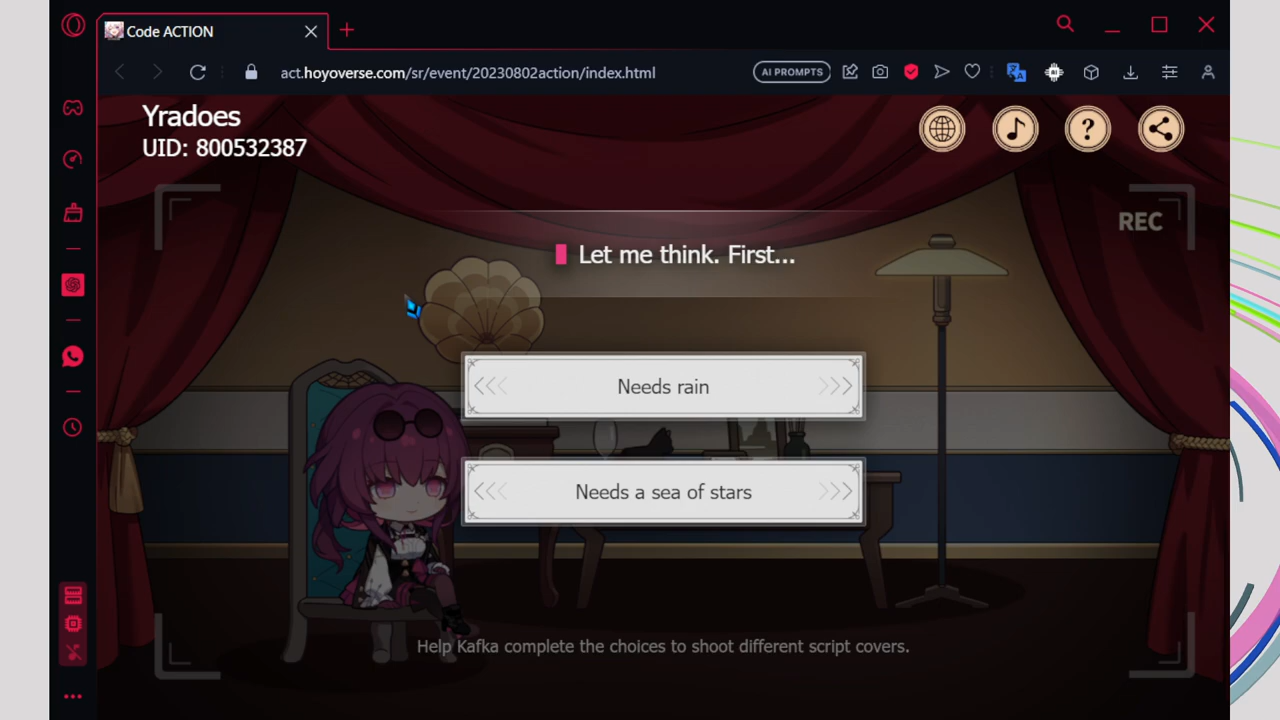 Code ACTION
act.hoyoverse.com/sr/event/20230802action/index.html
AI PROMPTS
Yradoes
UID: 800532387
REC
Let me think. First...
Needs rain
Needs a sea of stars
Help Kafka complete the choices to shoot different script covers.